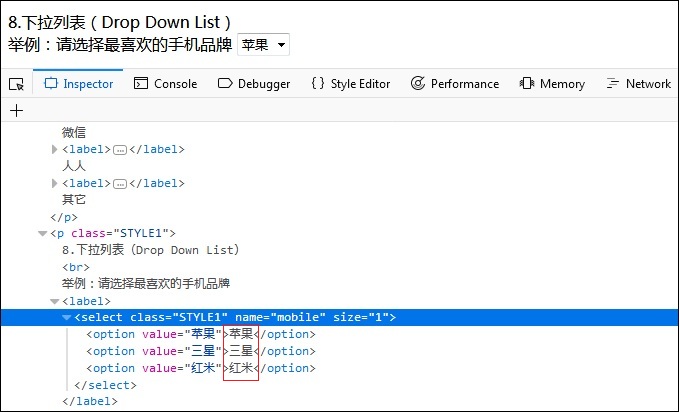 8.下拉列表（Drop Down List）
举例：请选择最喜欢的手机品牌 苹果
Inspector Console Debugger {} Style Editor Performance Memory Network
+
微信
<label>…</label>
人人
<label>…</label>
其它
</p>
<p class="STYLE1">
8.下拉列表（Drop Down List）
<br>
举例：请选择最喜欢的手机品牌
<label>
<select class="STYLE1" name="mobile" size="1">
<option value="苹果">苹果</option>
<option value="三星">三星</option>
<option value="红米">红米</option>
</select>
</label>